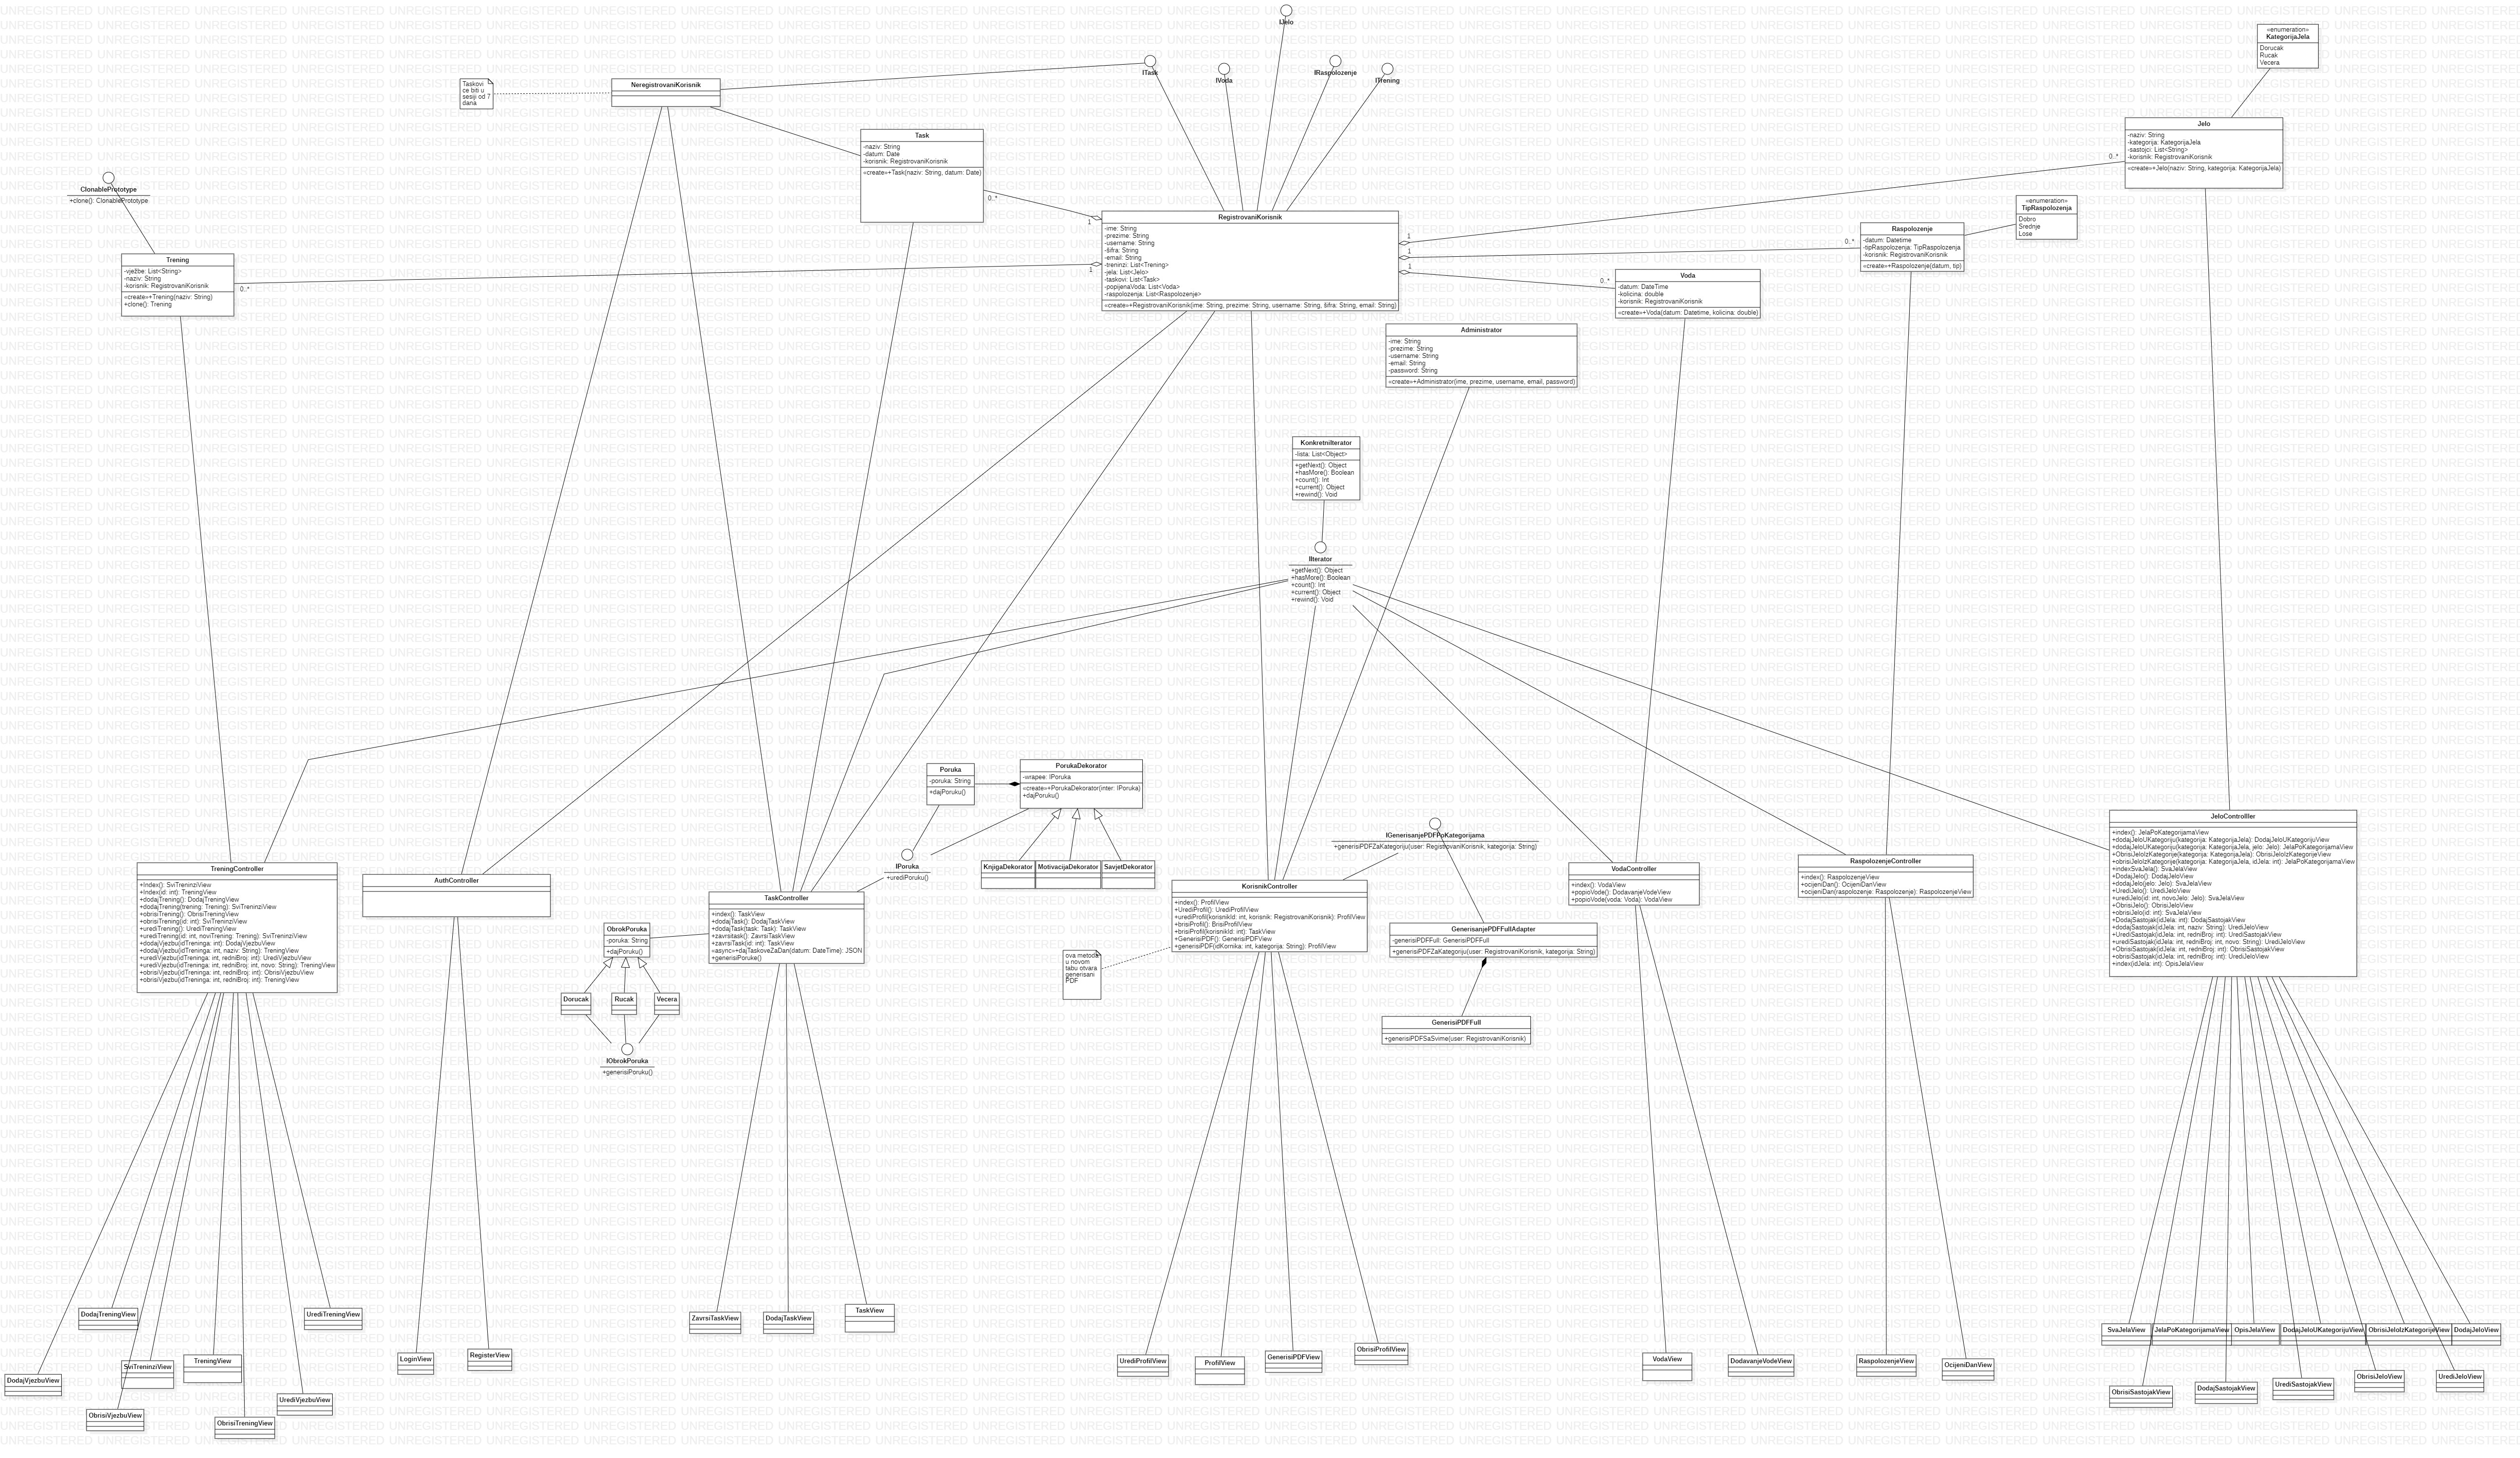 IJelo
ITask
IVoda
IRaspolozenje
ITrening
«enumeration»
KategorijaJela
Dorucak
Rucak
Vecera
Taskovi
ce biti u
sesiji od 7
dana
NeregistrovaniKorisnik
Task
-naziv: String
-datum: Date
-korisnik: RegistrovaniKorisnik
«create»+Task(naziv: String, datum: Date)
Jelo
-naziv: String
-kategorija: KategorijaJela
-sastojci: List<String>
-korisnik: RegistrovaniKorisnik
«create»+Jelo(naziv: String, kategorija: KategorijaJela)
0..*
ClonablePrototype
+clone(): ClonablePrototype
0..*
1
RegistrovaniKorisnik
-ime: String
-prezime: String
-username: String
-šifra: String
-email: String
-treninzi: List<Trening>
-jela: List<Jelo>
-taskovi: List<Task>
-popijenaVoda: List<Voda>
-raspolozenja: List<Raspolozenje>
«create»+RegistrovaniKorisnik(ime: String, prezime: String, username: String, šifra: String, email: String)
1
1
1
1
«enumeration»
TipRaspolozenja
Dobro
Srednje
Lose
Raspolozenje
-datum: Datetime
-tipRaspolozenja: TipRaspolozenja
-korisnik: RegistrovaniKorisnik
«create»+Raspolozenje(datum, tip)
0..*
Trening
-vježbe: List<String>
-naziv: String
-korisnik: RegistrovaniKorisnik
«create»+Trening(naziv: String)
+clone(): Trening
0..*
Voda
-datum: DateTime
-kolicina: double
-korisnik: RegistrovaniKorisnik
«create»+Voda(datum: Datetime, kolicina: double)
0..*
Administrator
-ime: String
-prezime: String
-username: String
-email: String
-password: String
«create»+Administrator(ime, prezime, username, email, password)
KonkretniIterator
-lista: List<Object>
+getNext(): Object
+hasMore(): Boolean
+count(): Int
+current(): Object
+rewind(): Void
IIterator
+getNext(): Object
+hasMore(): Boolean
+count(): Int
+current(): Object
+rewind(): Void
Poruka
-poruka: String
+dajPoruku()
PorukaDekorator
-wrapee: IPoruka
«create»+PorukaDekorator(inter: IPoruka)
+dajPoruku()
IPoruka
+urediPoruku()
KnjigaDekorator
MotivacijaDekorator
SavjetDekorator
IGenerisanjePDFPoKategorijama
+generisiPDFZaKategoriju(user: RegistrovaniKorisnik, kategorija: String)
TreningController
+Index(): SviTreninziView
+Index(id: int): TreningView
+dodajTrening(): DodajTreningView
+dodajTrening(trening: Trening): SviTreninziView
+obrisiTrening(): ObrisiTreningView
+obrisiTrening(id: int): SviTreninziView
+urediTrening(): UrediTreningView
+urediTrening(id: int, noviTrening: Trening): SviTreninziView
+dodajVjezbu(idTreninga: int): DodajVjezbuView
+dodajVjezbu(idTreninga: int, naziv: String): TreningView
+urediVjezbu(idTreninga: int, redniBroj: int): UrediVjezbuView
+urediVjezbu(idTreninga: int, redniBroj: int, novo: String): TreningView
+obrisiVjezbu(idTreninga: int, redniBroj: int): ObrisiVjezbuView
+obrisiVjezbu(idTreninga: int, redniBroj: int): TreningView
AuthController
TaskController
+index(): TaskView
+dodajTask(): DodajTaskView
+dodajTask(task: Task): TaskView
+zavrsitask(): ZavrsiTaskView
+zavrsiTask(id: int): TaskView
«async»+dajTaskoveZaDan(datum: DateTime): JSON
+generisiPoruke()
ObrokPoruka
-poruka: String
+dajPoruku()
Dorucak
Rucak
Vecera
IObrokPoruka
+generisiPoruku()
KorisnikController
+index(): ProfilView
+UrediProfil(): UrediProfilView
+urediProfil(korisnikId: int, korisnik: RegistrovaniKorisnik): ProfilView
+brisProfil(): BrisiProfilView
+brisiProfil(korisnikId: int): TaskView
+GenerisiPDF(): GenerisiPDFView
+generisiPDF(idKornika: int, kategorija: String): ProfilView
ova metoda
u novom
tabu otvara
generisani
PDF
GenerisanjePDFFullAdapter
-generisiPDFFull: GenerisiPDFFull
+generisiPDFZaKategoriju(user: RegistrovaniKorisnik, kategorija: String)
GenerisiPDFFull
+generisiPDFSaSvime(user: RegistrovaniKorisnik)
VodaController
+index(): VodaView
+popioVode(): DodavanjeVodeView
+popioVode(voda: Voda): VodaView
RaspolozenjeController
+index(): RaspolozenjeView
+ocijeniDan(): OcijeniDanView
+ocijeniDan(raspolozenje: Raspolozenje): RaspolozenjeView
JeloControlller
+index(): JelaPoKategorijamaView
+dodajJeloUKategoriju(kategorija: KategorijaJela): DodajJeloUKategorijuView
+dodajJeloUKategoriju(kategorija: KategorijaJela, jelo: Jelo): JelaPoKategorijamaView
+ObrisiJeloIzKategorije(kategorija: KategorijaJela): ObrisiJeloIzKategorijeView
+obrisiJeloIzKategorije(kategorija: KategorijaJela, idJela: int): JelaPoKategorijamaView
+indexSvaJela(): SvaJelaView
+DodajJelo(): DodajJeloView
+dodajJelo(jelo: Jelo): SvaJelaView
+UrediJelo(): UrediJeloView
+urediJelo(id: int, novoJelo: Jelo): SvaJelaView
+ObrisiJelo(): ObrisiJeloView
+obrisiJelo(id: int): SvaJelaView
+DodajSastojak(idJela: int): DodajSastojakView
+dodajSastojak(idJela: int, naziv: String): UrediJeloView
+UrediSastojak(idJela: int, redniBroj: int): UrediSastojakView
+urediSastojak(idJela: int, redniBroj: int, novo: String): UrediJeloView
+ObrisiSastojak(idJela: int, redniBroj: int): ObrisiSastojakView
+obrisiSastojak(idJela: int, redniBroj: int): UrediJeloView
+index(idJela: int): OpisJelaView
DodajTreningView
UrediTreningView
SviTreninziView
TreningView
DodajVjezbuView
UrediVjezbuView
ObrisiVjezbuView
ObrisiTreningView
LoginView
RegisterView
ZavrsiTaskView
DodajTaskView
TaskView
UrediProfilView
ProfilView
GenerisiPDFView
ObrisiProfilView
VodaView
DodavanjeVodeView
RaspolozenjeView
OcijeniDanView
SvaJelaView
JelaPoKategorijamaView
OpisJelaView
DodajJeloUKategorijuView
ObrisiJeloIzKategorijeView
DodajJeloView
ObrisiSastojakView
DodajSastojakView
UrediSastojakView
ObrisiJeloView
UrediJeloView